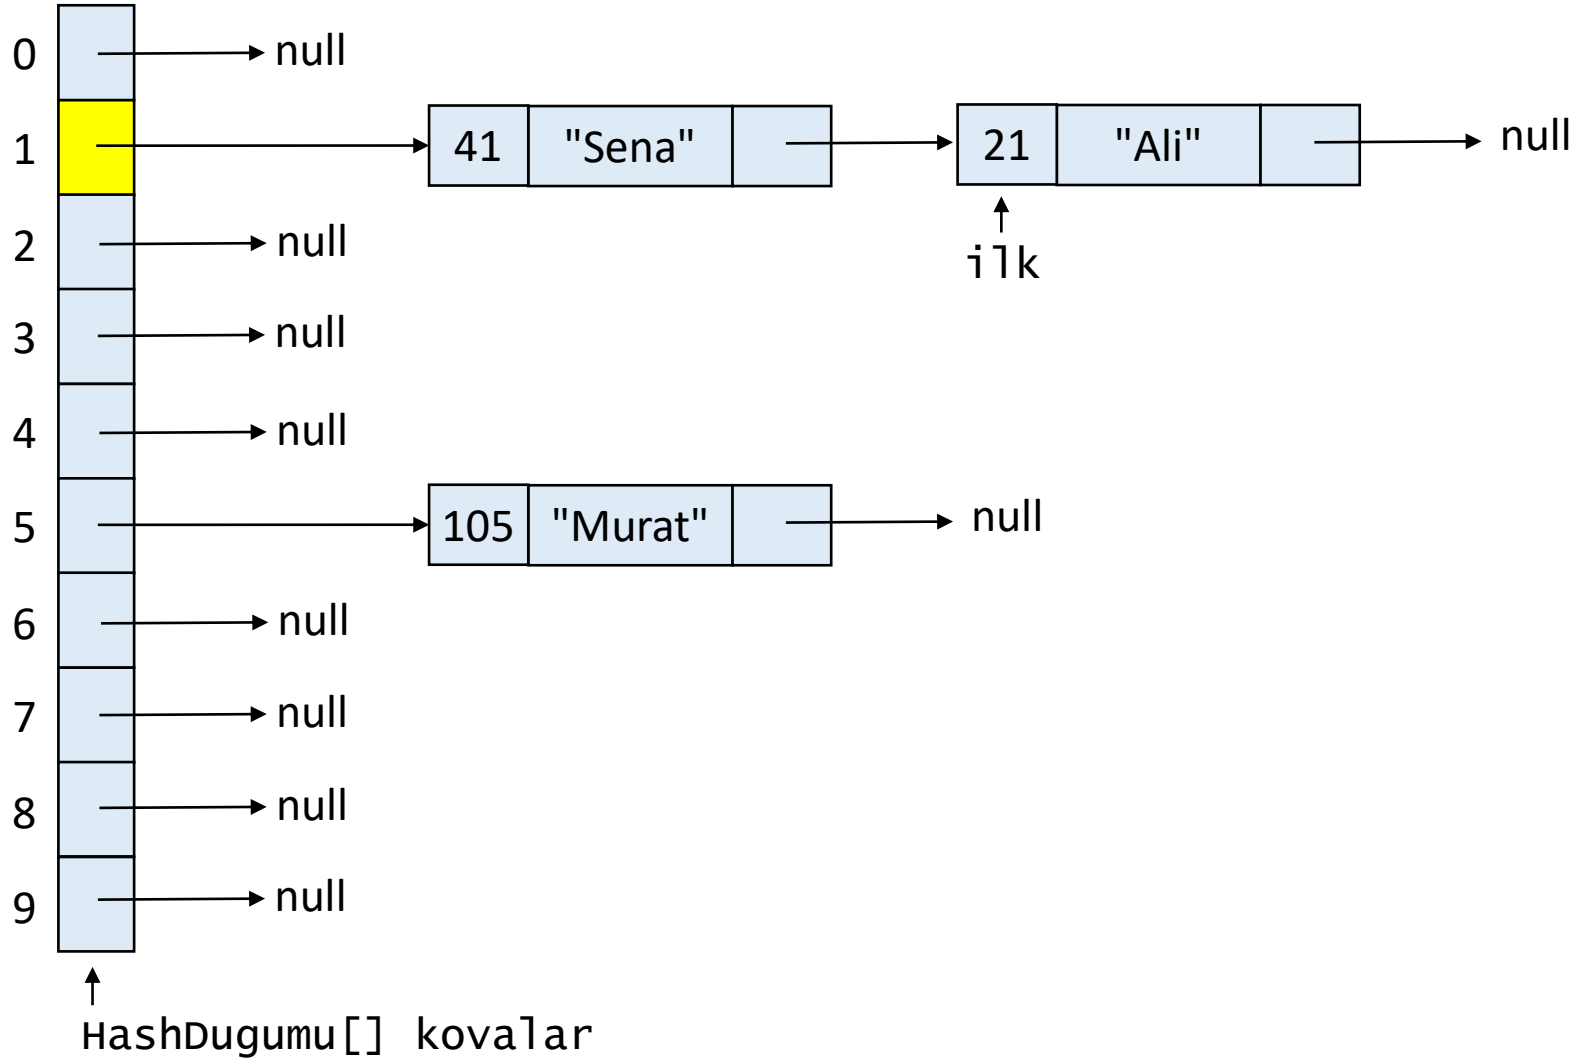 0 null
1 41 "Sena" 21 "Ali" null
ilk
2 null
3 null
4 null
5 105 "Murat" null
6 null
7 null
8 null
9 null
HashDugumu[] kovalar